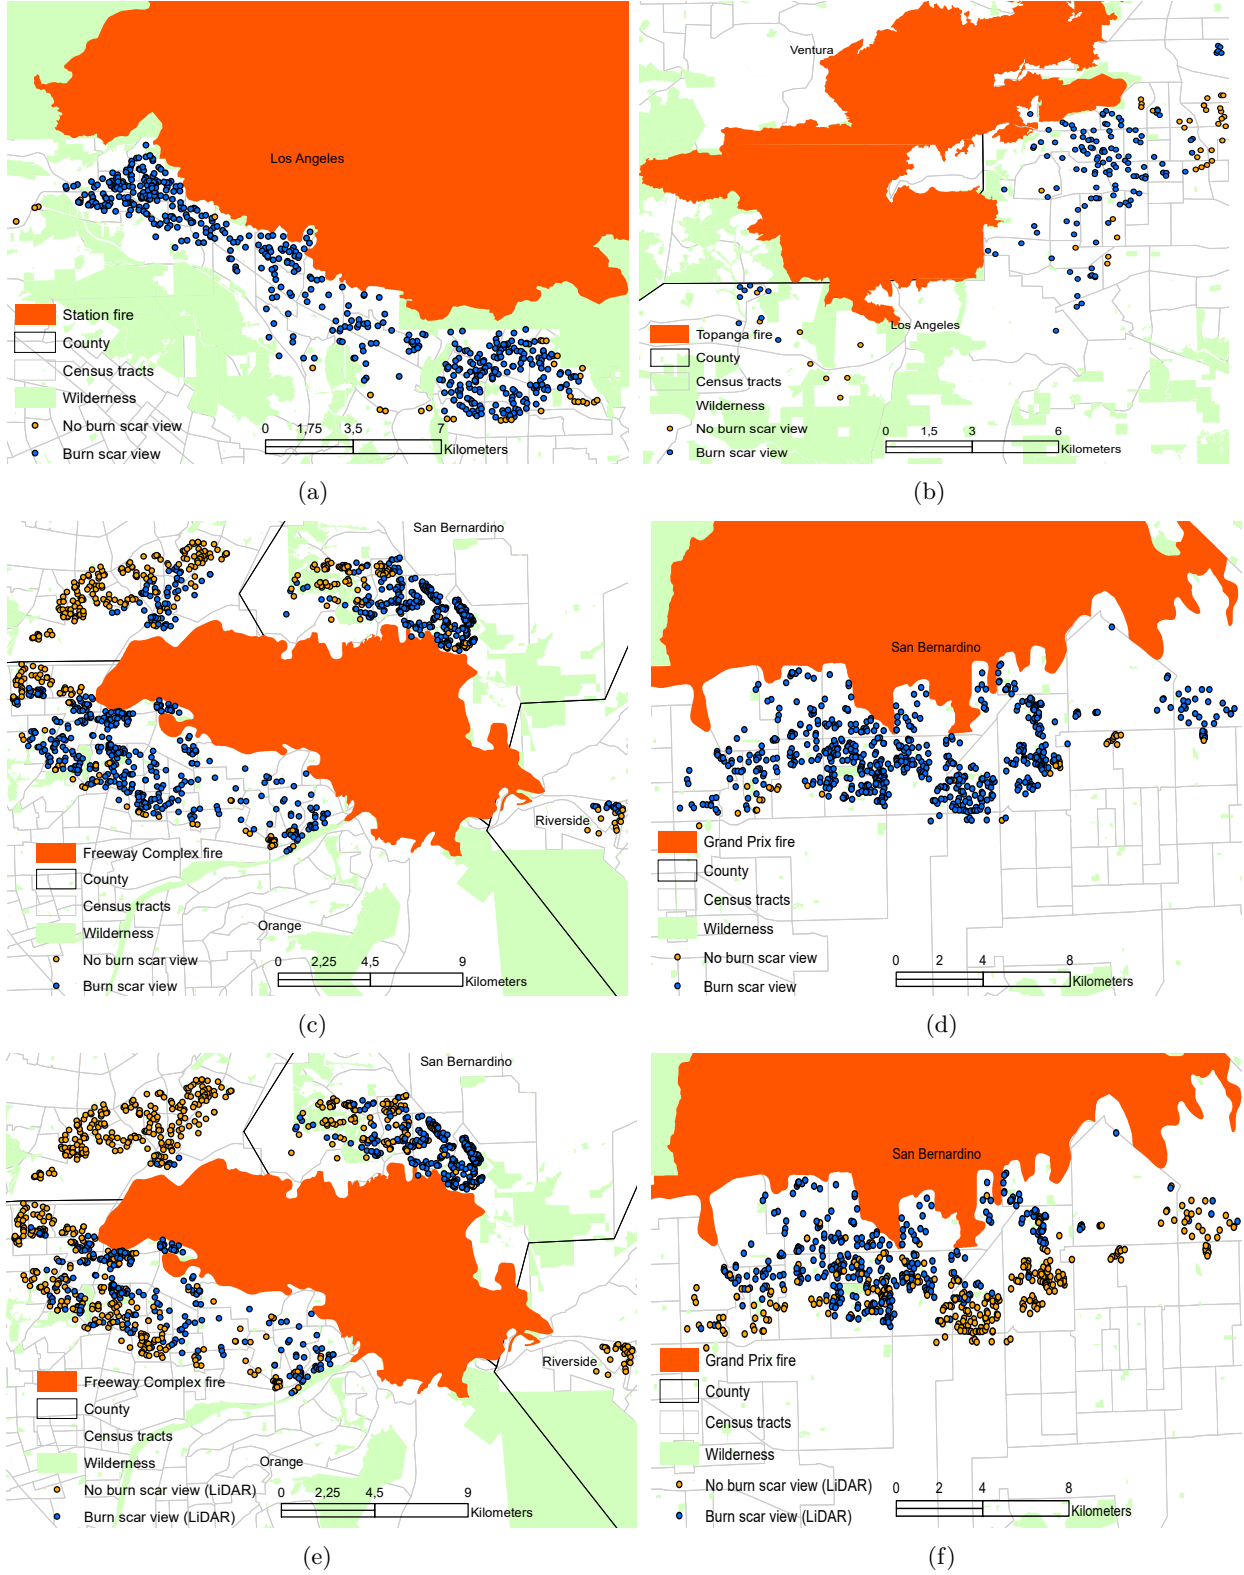 Los Angeles
Station fire
County
Census tracts
Wilderness
No burn scar view
Burn scar view
0 1,75 3,5 7
Kilometers
(a)
Ventura
Los Angeles
Topanga fire
County
Census tracts
Wilderness
No burn scar view
Burn scar view
0 1,5 3 6
Kilometers
(b)
San Bernardino
Riverside
Orange
Freeway Complex fire
County
Census tracts
Wilderness
No burn scar view
Burn scar view
0 2,25 4,5 9
Kilometers
(c)
San Bernardino
Grand Prix fire
County
Census tracts
Wilderness
No burn scar view
Burn scar view
0 2 4 8
Kilometers
(d)
San Bernardino
Riverside
Orange
Freeway Complex fire
County
Census tracts
Wilderness
No burn scar view (LiDAR)
Burn scar view (LiDAR)
0 2,25 4,5 9
Kilometers
(e)
San Bernardino
Grand Prix fire
County
Census tracts
Wilderness
No burn scar view (LiDAR)
Burn scar view (LiDAR)
0 2 4 8
Kilometers
(f)